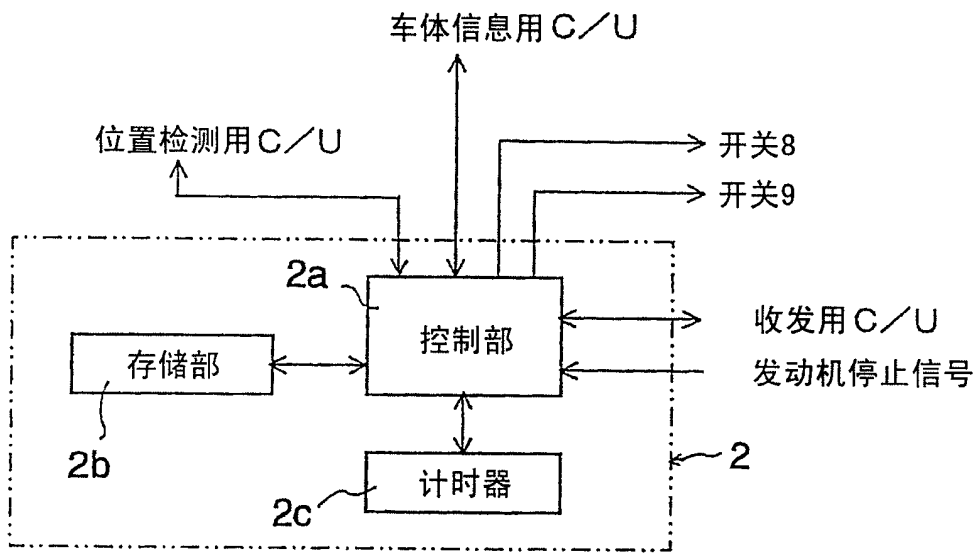 车体信息用C/U
位置检测用C/U
开关8
开关9
2a
控制部
收发用C/U
存储部
发动机停止信号
2b
2
计时器
2c